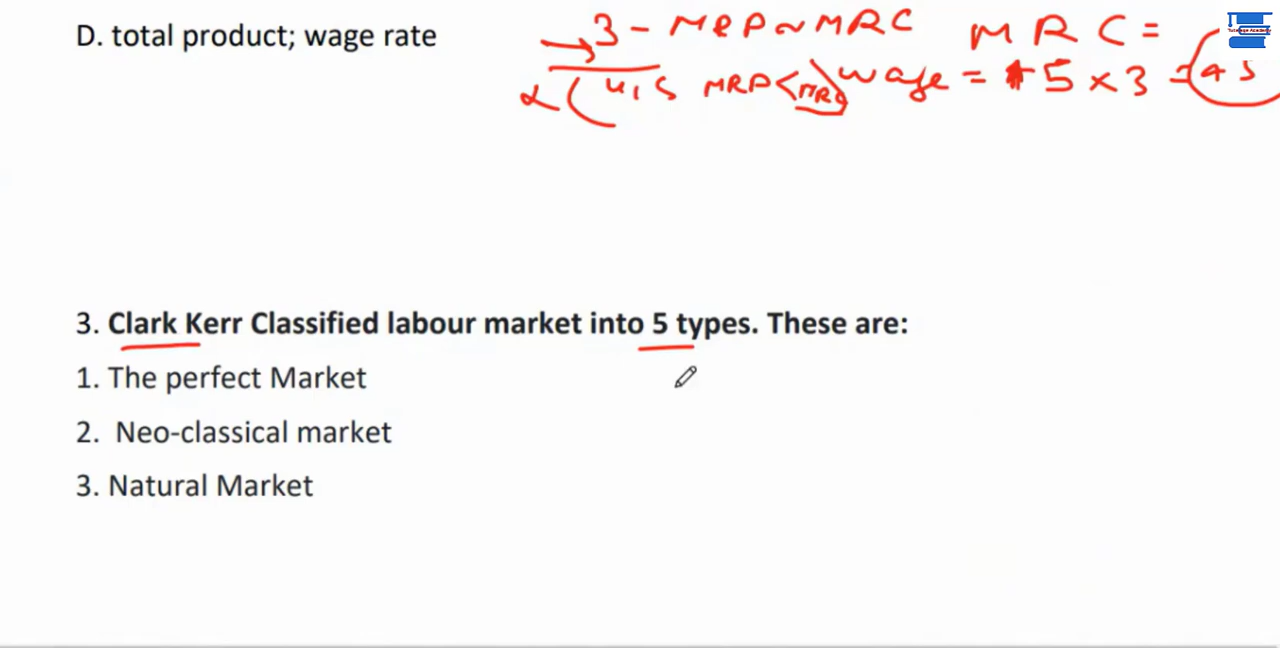 D. total product; wage rate
3 - MRP ~ MRC MRC =
4,5 MRP < MRC wage = 5 x 3 = 45
3. Clark Kerr Classified labour market into 5 types. These are:
1. The perfect Market
2. Neo-classical market
3. Natural Market